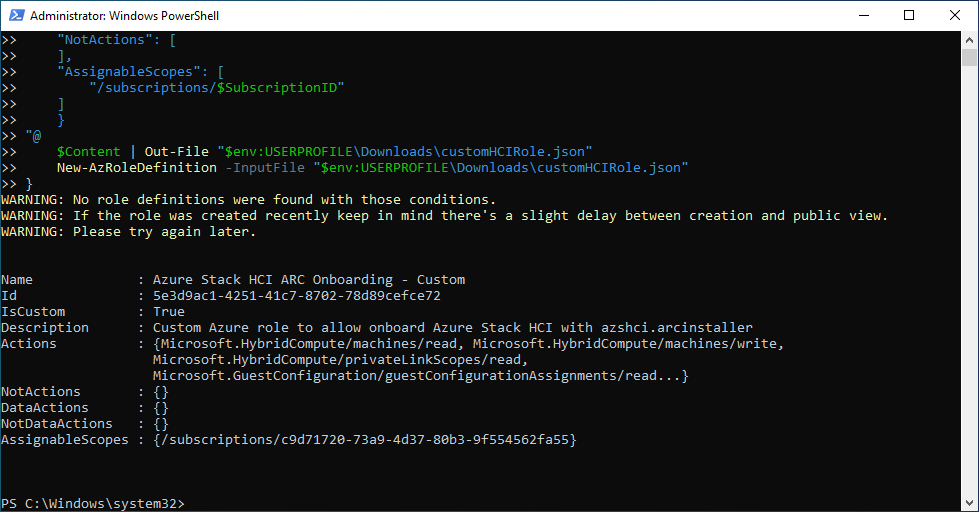 Administrator: Windows PowerShell
>>     "NotActions": [
>>     ],
>>     "AssignableScopes": [
>>         "/subscriptions/$SubscriptionID"
>>     ]
>>     }
>> "@
>>     $Content | Out-File "$env:USERPROFILE\Downloads\customHCIRole.json"
>>     New-AzRoleDefinition -InputFile "$env:USERPROFILE\Downloads\customHCIRole.json"
>> }
WARNING: No role definitions were found with those conditions.
WARNING: If the role was created recently keep in mind there's a slight delay between creation and public view.
WARNING: Please try again later.
Name             : Azure Stack HCI ARC Onboarding - Custom
Id               : 5e3d9ac1-4251-41c7-8702-78d89cefce72
IsCustom         : True
Description      : Custom Azure role to allow onboard Azure Stack HCI with azshci.arcinstaller
Actions          : {Microsoft.HybridCompute/machines/read, Microsoft.HybridCompute/machines/write,
                   Microsoft.HybridCompute/privateLinkScopes/read,
                   Microsoft.GuestConfiguration/guestConfigurationAssignments/read...}
NotActions       : {}
DataActions      : {}
NotDataActions   : {}
AssignableScopes : {/subscriptions/c9d71720-73a9-4d37-80b3-9f554562fa55}
PS C:\Windows\system32>